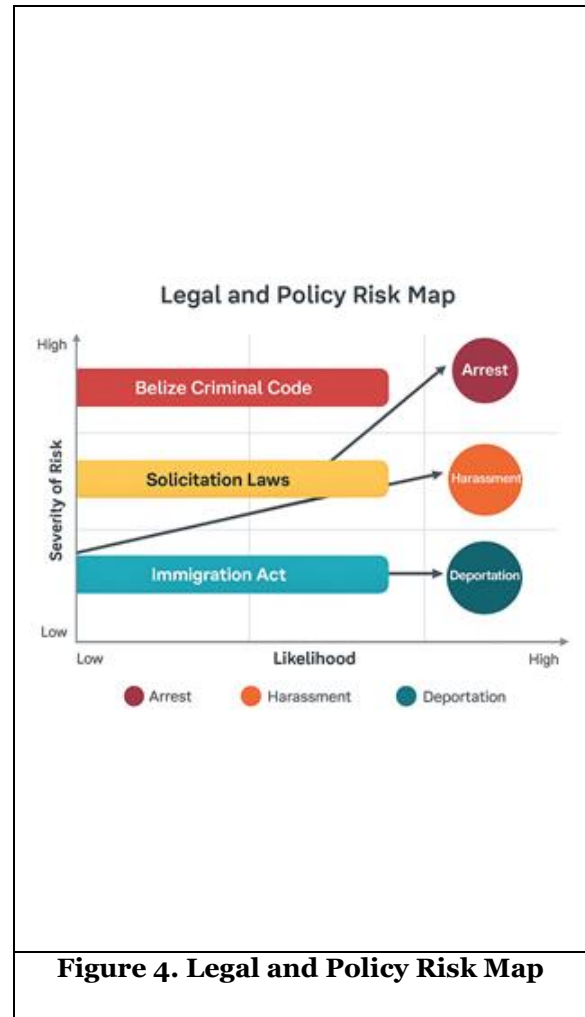 Legal and Policy Risk Map
High
Severity of Risk
Belize Criminal Code
Arrest
Solicitation Laws
Harassment
Immigration Act
Deportation
Low
Low
Likelihood
High
Arrest
Harassment
Deportation
Figure 4. Legal and Policy Risk Map